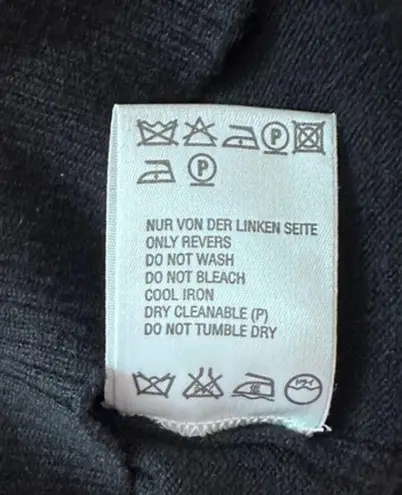 P
P
NUR VON DER LINKEN SEITE
ONLY REVERS
DO NOT WASH
DO NOT BLEACH
COOL IRON
DRY CLEANABLE (P)
DO NOT TUMBLE DRY